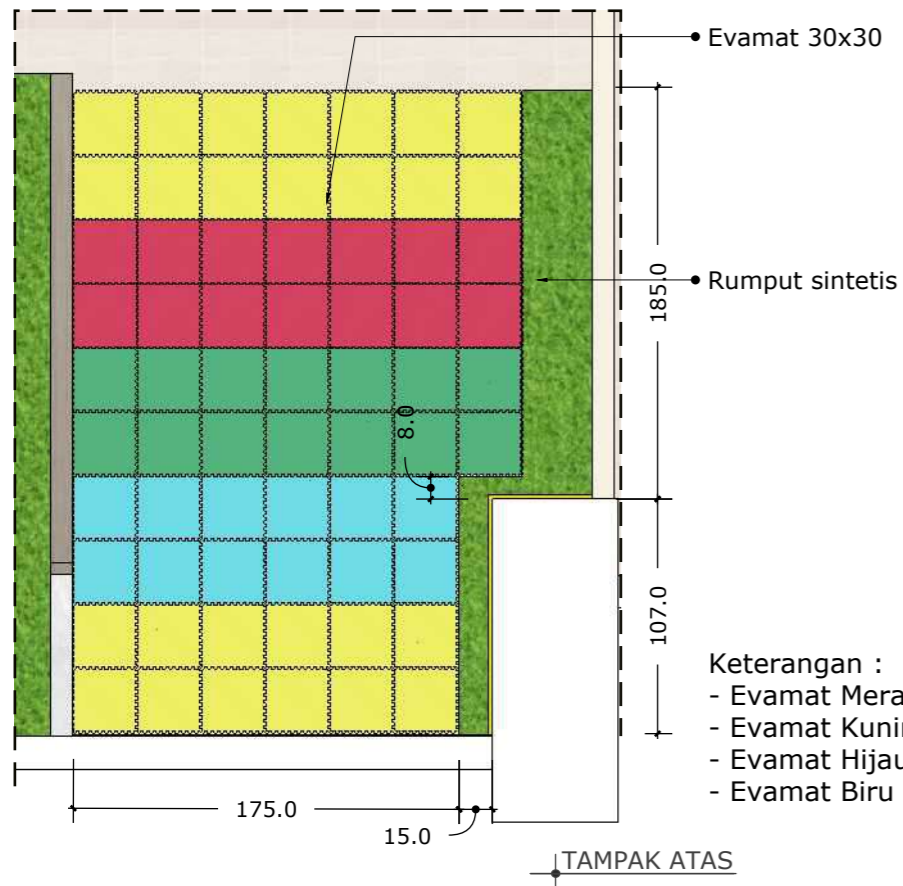 Evamat 30x30
Rumput sintetis
185.0
8.0
107.0
Keterangan :
- Evamat Mera
- Evamat Kunin
- Evamat Hijau
- Evamat Biru
175.0
15.0
TAMPAK ATAS